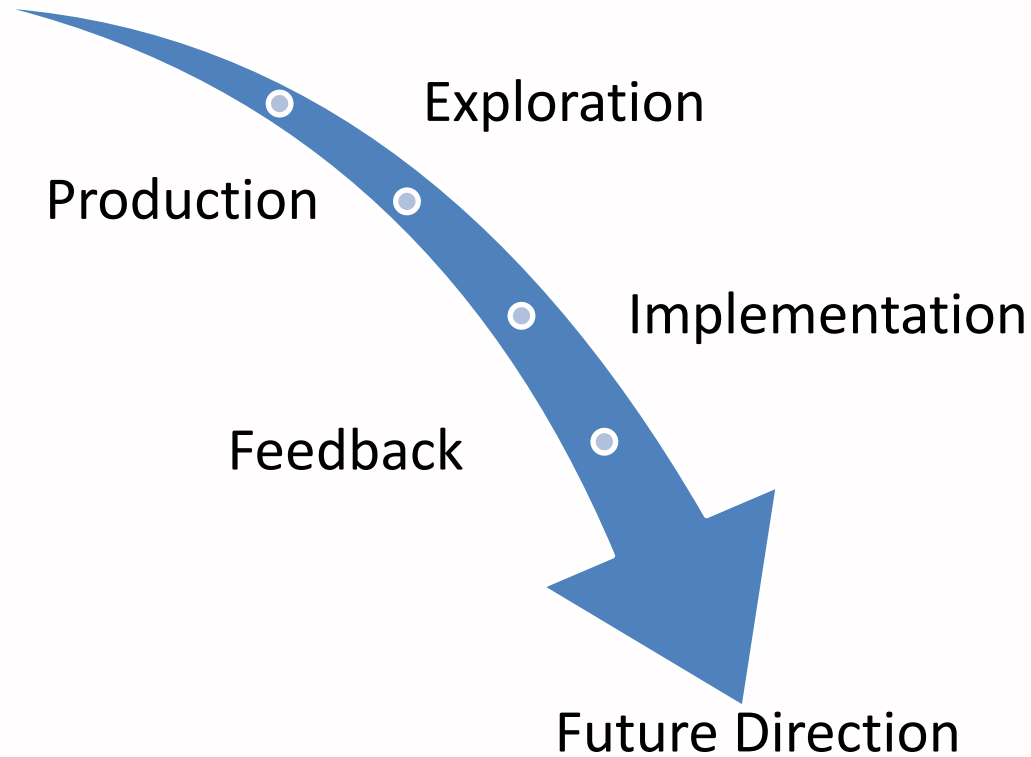 Exploration
Production
Implementation
Feedback
Future Direction